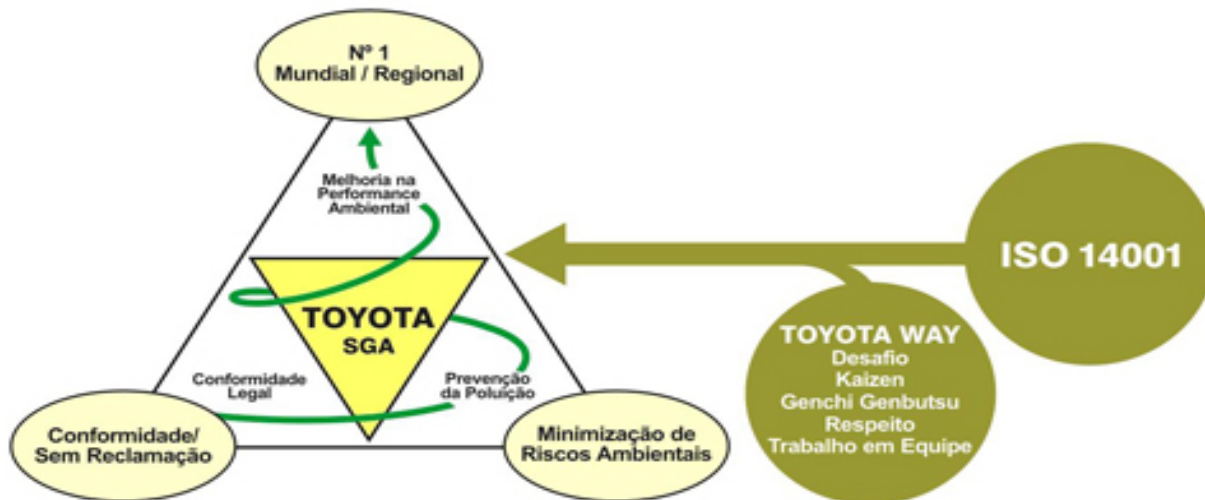 Nº 1
Mundial / Regional
Melhoria na
Performance
Ambiental
ISO 14001
TOYOTA
SGA
TOYOTA WAY
Desafio
Kaizen
Genchi Genbutsu
Respeito
Trabalho em Equipe
Conformidade
Legal
Prevenção
da Poluição
Conformidade/
Sem Reclamação
Minimização de
Riscos Ambientais